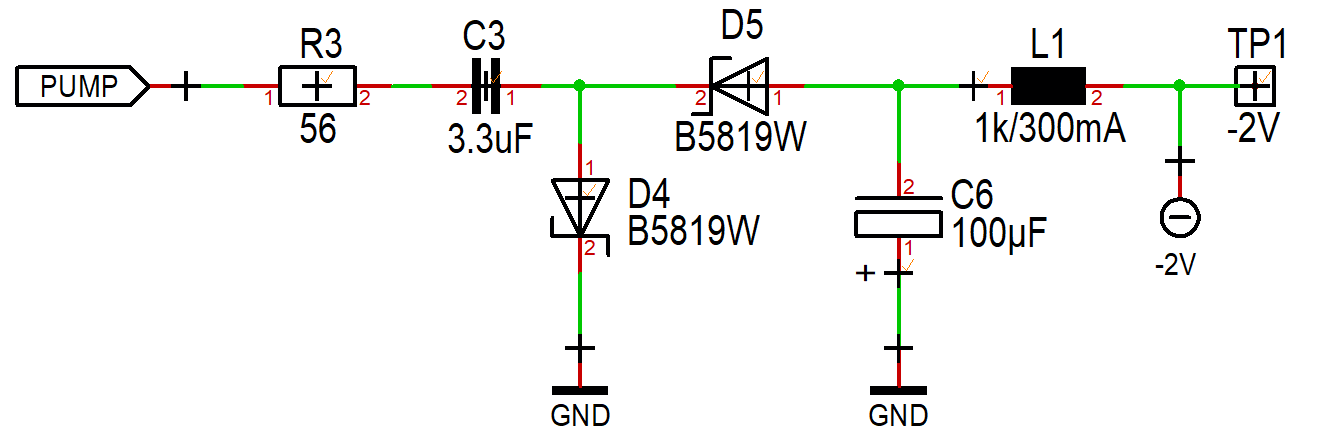 PUMP
R3
1
2
56
C3
2
1
3.3uF
D5
2
1
B5819W
1
D4
B5819W
2
GND
2
C6
100µF
1
+
GND
L1
1
2
1k/300mA
TP1
-2V
-2V